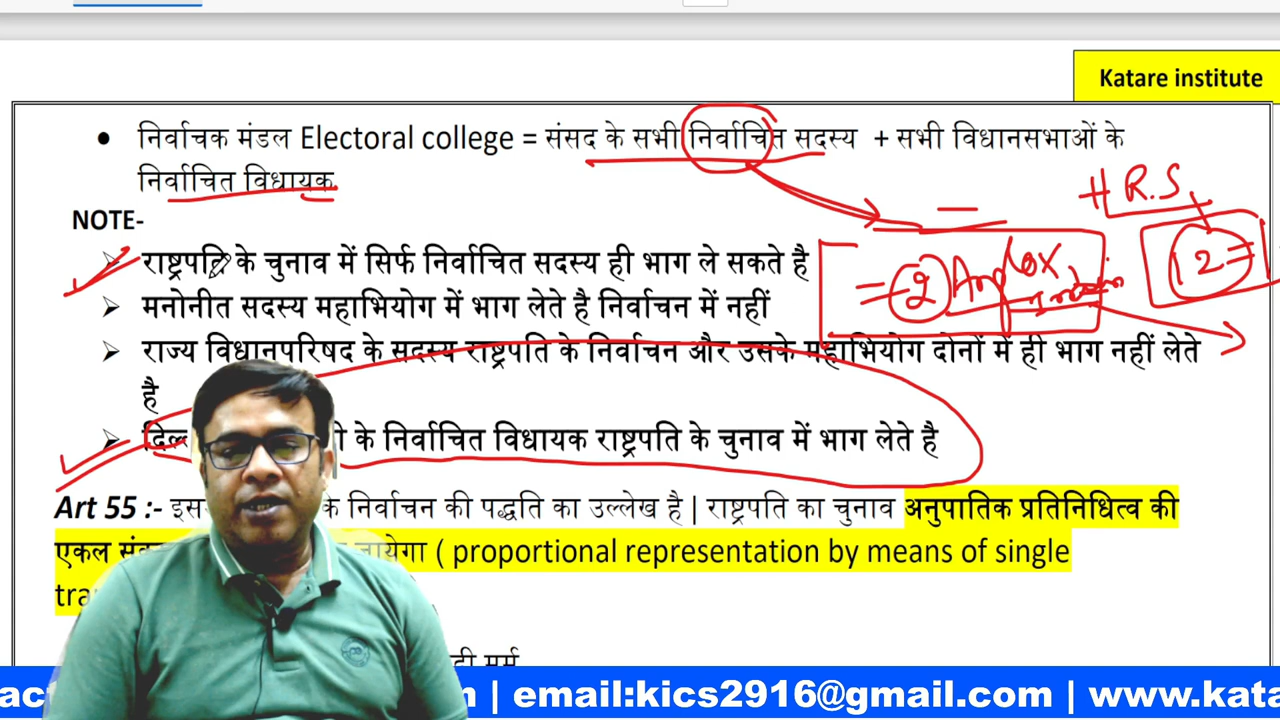 Katare institute
• निर्वाचक मंडल Electoral college = संसद के सभी निर्वाचित सदस्य + सभी विधानसभाओं के
निर्वाचित विधायक
+ R.S
NOTE-
12 =
➢ राष्ट्रपति के चुनाव में सिर्फ निर्वाचित सदस्य ही भाग ले सकते है
= 2
➢ मनोनीत सदस्य महाभियोग में भाग लेते है निर्वाचन में नहीं
➢ राज्य विधानपरिषद के सदस्य राष्ट्रपति के निर्वाचन और उसके महाभियोग दोनों में ही भाग नहीं लेते
है
➢ के निर्वाचित विधायक राष्ट्रपति के चुनाव में भाग लेते है
Art 55 :- के निर्वाचन की पद्धति का उल्लेख है | राष्ट्रपति का चुनाव अनुपातिक प्रतिनिधित्व की
एकल जायेगा ( proportional representation by means of single
| email:kics2916@gmail.com | www.kata